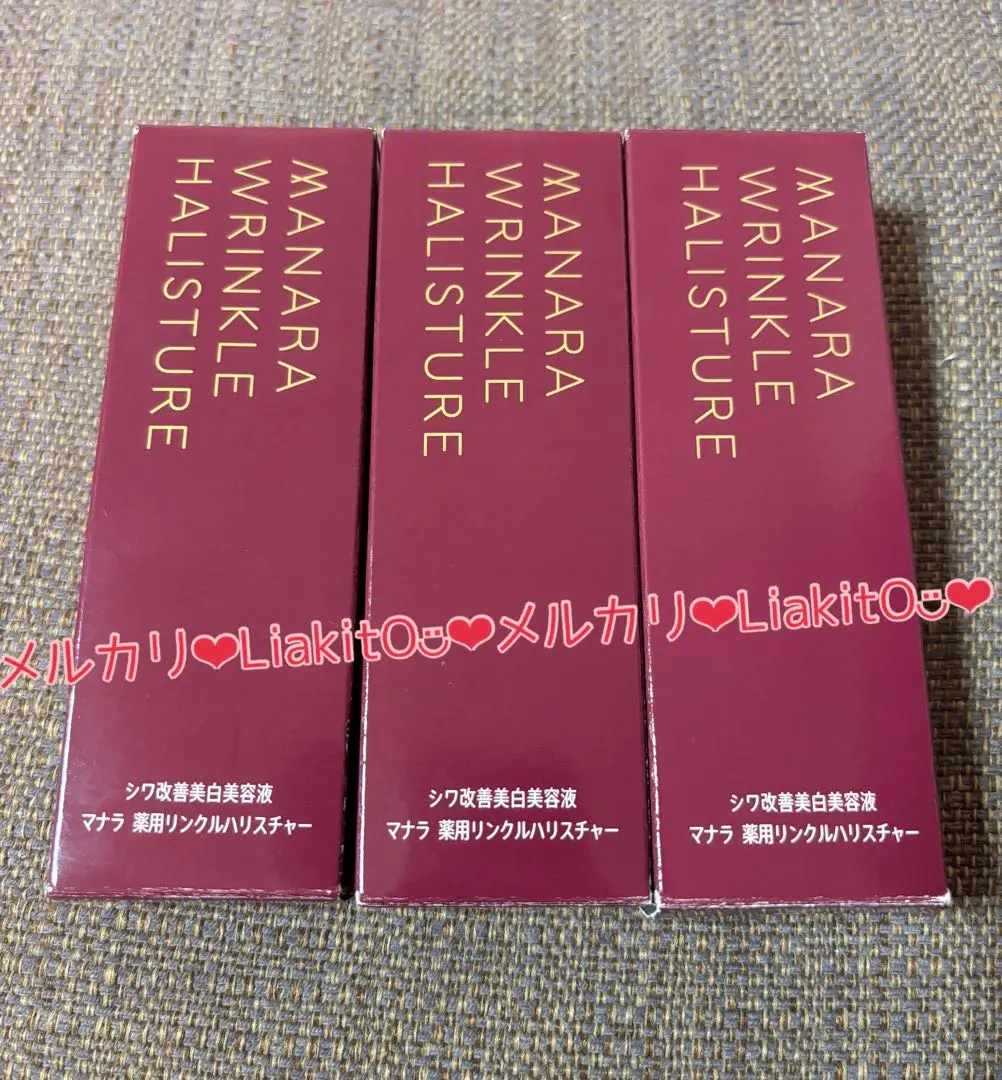 MANARA
WRINKLE
HALISTURE
MANARA
WRINKLE
HALISTURE
MANARA
WRINKLE
HALISTURE
メルカリ❤LiakitO❤メルカリ❤LiakitO❤
シワ改善美白美容液
マナラ 薬用リンクルハリスチャー
シワ改善美白美容液
マナラ 薬用リンクルハリスチャー
シワ改善美白美容液
マナラ 薬用リンクルハリスチャー